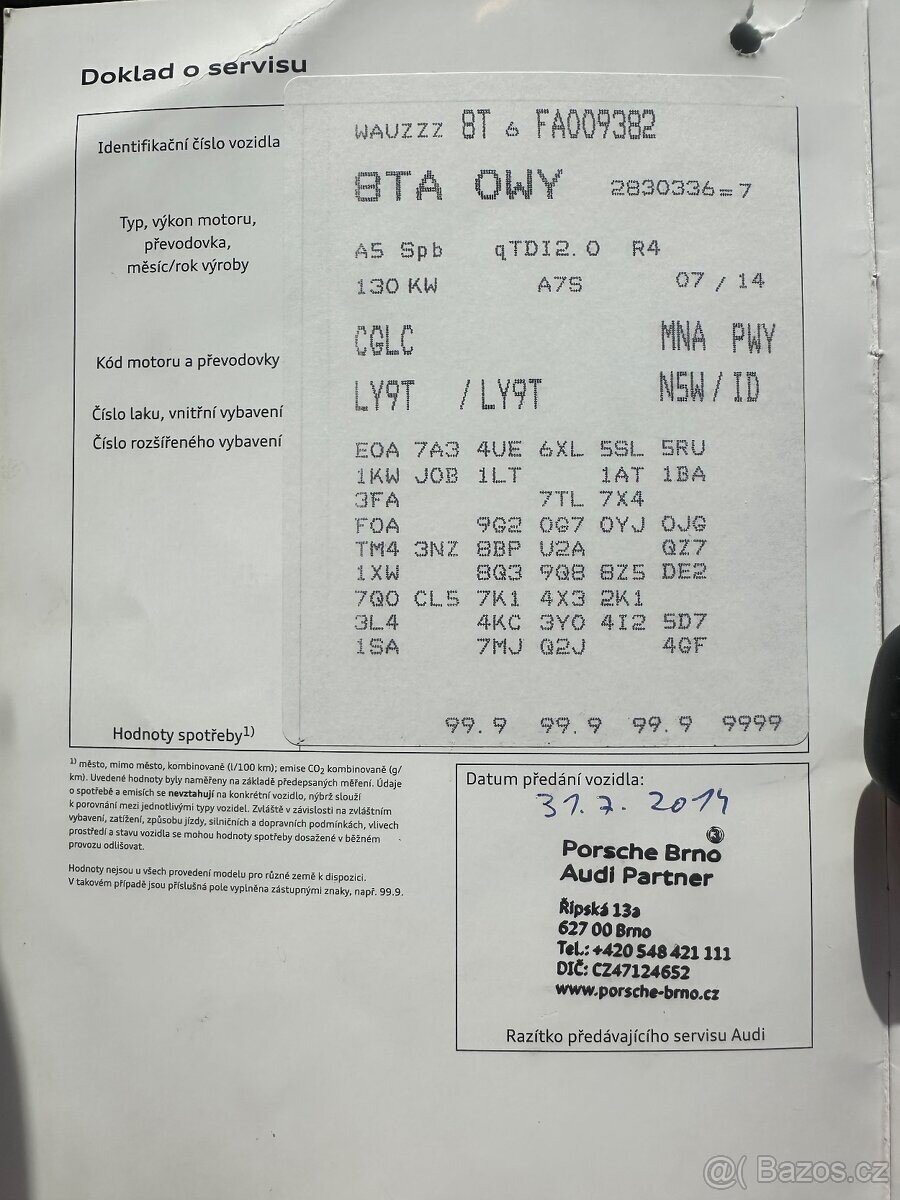 Doklad o servisu
Identifikační číslo vozidla
WAUZZZ 8T 6 FA009382
8TA 0WY 2830336=7
Typ, výkon motoru,
převodovka,
měsíc/rok výroby
A5 Spb qTDI2.0 R4
130 KW A7S 07 / 14
Kód motoru a převodovky
CGLC MNA PWY
Číslo laku, vnitřní vybavení
LY9T /LY9T N5W/ID
Číslo rozšířeného vybavení
E0A 7A3 4UE 6XL 5SL 5RU
1KW J0B 1LT 1AT 1BA
3FA 7TL 7X4
F0A 9G2 0G7 0YJ 0JG
TM4 3NZ 8BP U2A QZ7
1XW 8Q3 9Q8 8Z5 DE2
7Q0 CL5 7K1 4X3 2K1
3L4 4KC 3Y0 4I2 5D7
1SA 7MJ Q2J 4GF
Hodnoty spotřeby1)
99.9 99.9 99.9 9999
1) město, mimo město, kombinované (l/100 km); emise CO2 kombinované (g/
km). Uvedené hodnoty byly naměřeny na základě předepsaných měření. Údaje
o spotřebě a emisích se nevztahují na konkrétní vozidlo, nýbrž slouží
k porovnání mezi jednotlivými typy vozidel. Zvláště v závislosti na zvláštním
vybavení, zatížení, způsobu jízdy, silničních a dopravních podmínkách, vlivech
prostředí a stavu vozidla se mohou hodnoty spotřeby dosažené v běžném
provozu odlišovat.
Hodnoty nejsou u všech provedení modelu pro různé země k dispozici.
V takovém případě jsou příslušná pole vyplněna zástupnými znaky, např. 99.9.
Datum předání vozidla:
31.7. 2014
3
Porsche Brno
Audi Partner
Řípská 13a
627 00 Brno
Tel.: +420 548 421 111
DIČ: CZ47124652
www.porsche-brno.cz
Razítko předávajícího servisu Audi
@( Bazos.cz